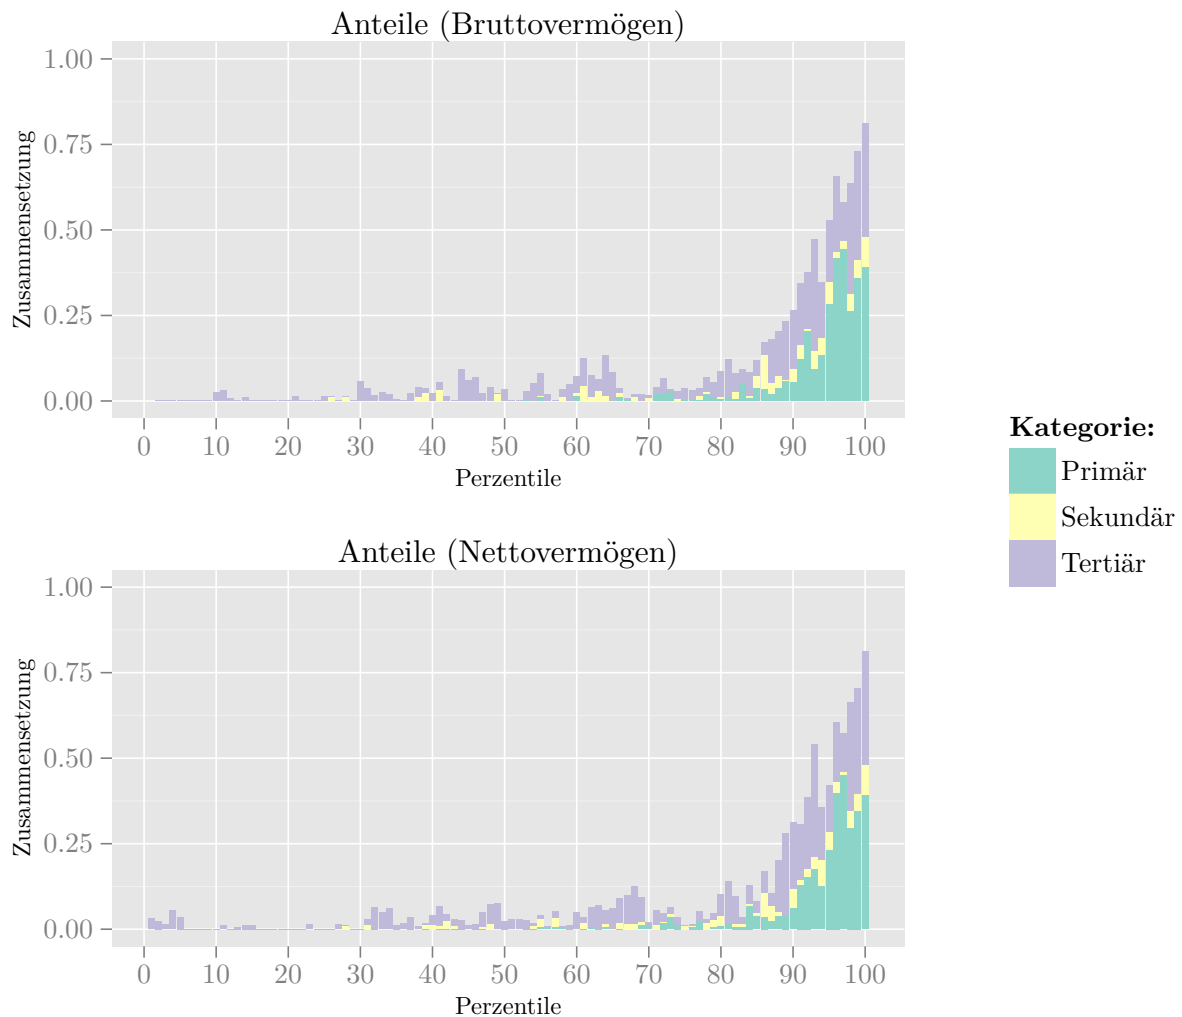 Anteile (Bruttovermögen)
1.00
0.75
0.50
0.25
0.00
Zusammensetzung
0 10 20 30 40 50 60 70 80 90 100
Perzentile
Anteile (Nettovermögen)
1.00
0.75
0.50
0.25
0.00
Zusammensetzung
0 10 20 30 40 50 60 70 80 90 100
Perzentile
Kategorie:
Primär
Sekundär
Tertiär